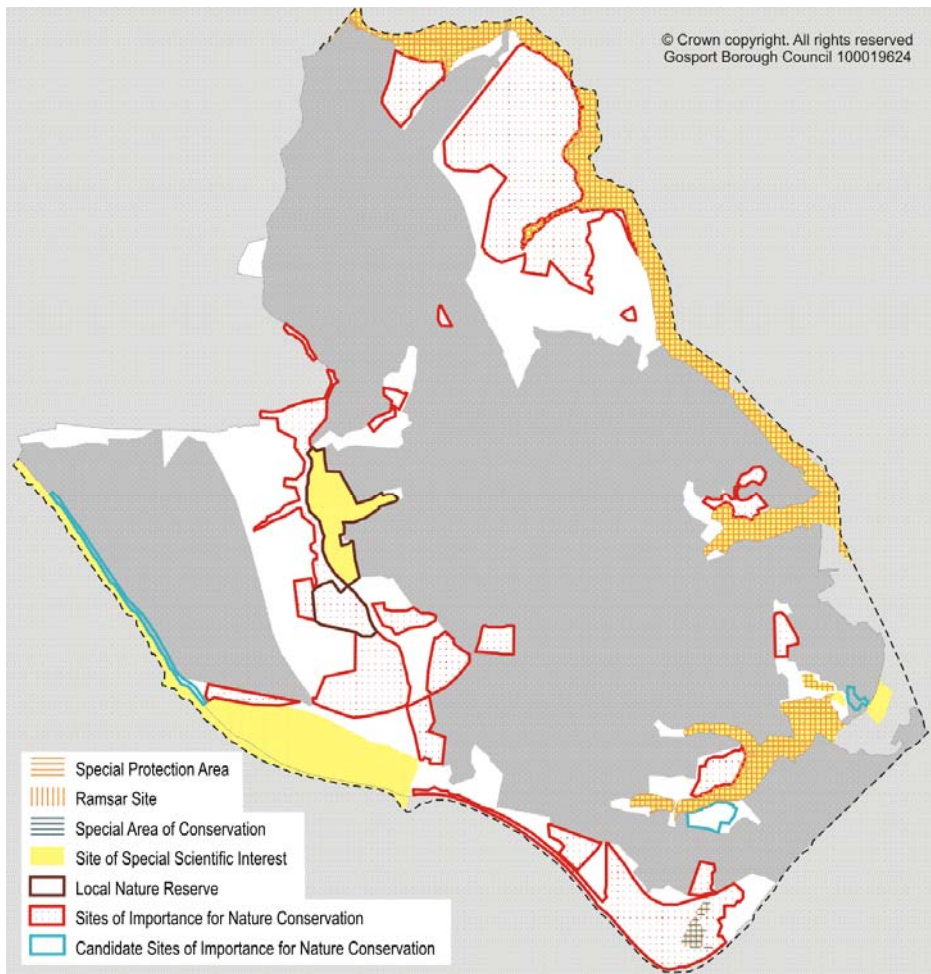 © Crown copyright. All rights reserved
Gosport Borough Council 100019624
Special Protection Area
Ramsar Site
Special Area of Conservation
Site of Special Scientific Interest
Local Nature Reserve
Sites of Importance for Nature Conservation
Candidate Sites of Importance for Nature Conservation